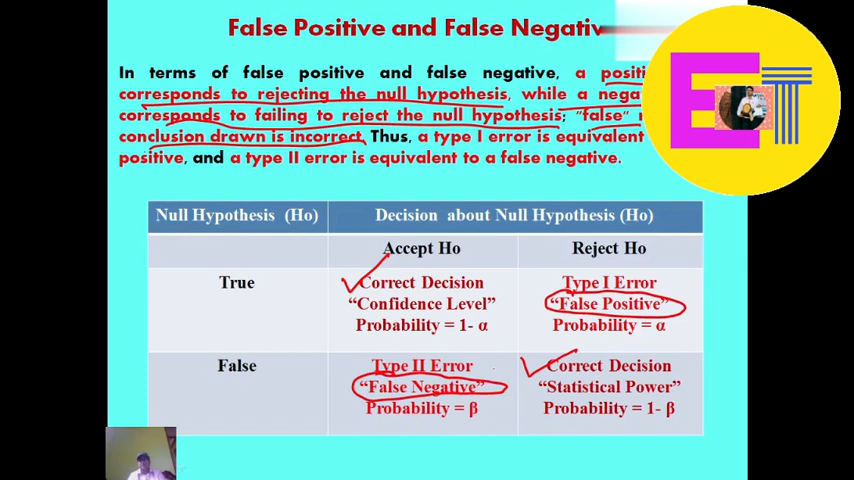 False Positive and False Negativ
In terms of false positive and false negative, a positi
corresponds to rejecting the null hypothesis, while a nega
corresponds to failing to reject the null hypothesis; "false"
conclusion drawn is incorrect. Thus, a type I error is equivalent
positive, and a type II error is equivalent to a false negative.
ET
Null Hypothesis (Ho) Decision about Null Hypothesis (Ho)
Accept Ho Reject Ho
True Correct Decision Type I Error
“Confidence Level” “False Positive”
Probability = 1- α Probability = α
False Type II Error Correct Decision
“False Negative” “Statistical Power”
Probability = β Probability = 1- β